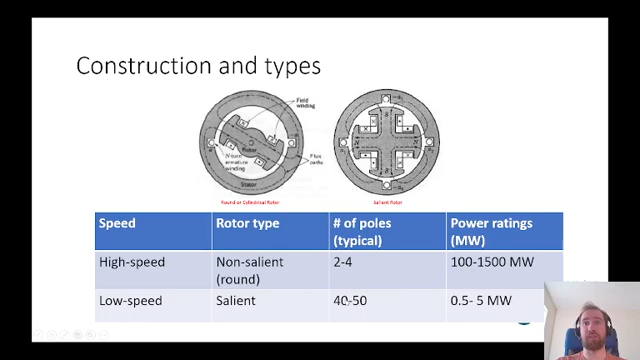 Construction and types
Field
winding
Rotor
N-turn
armature
winding
Flux
paths
Stator
Round or Cylindrical Rotor
Salient Rotor
Speed
Rotor type
# of poles
(typical)
Power ratings
(MW)
High-speed
Non-salient
(round)
2-4
100-1500 MW
Low-speed
Salient
40-50
0.5- 5 MW